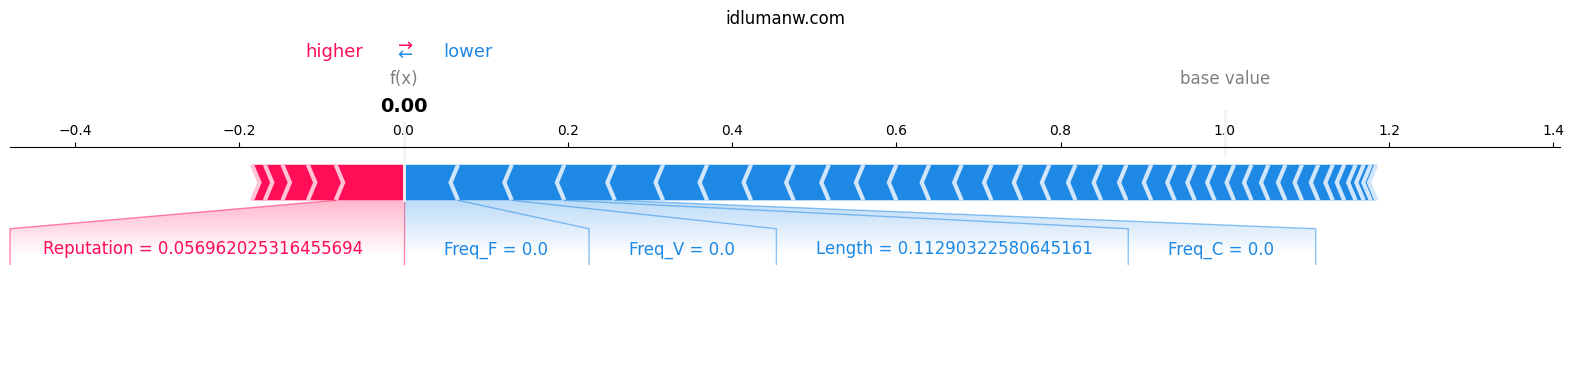 idlumanw.com
higher → ← lower
f(x) base value
0.00
−0.4 −0.2 0.0 0.2 0.4 0.6 0.8 1.0 1.2 1.4
Reputation = 0.056962025316455694 Freq_F = 0.0 Freq_V = 0.0 Length = 0.11290322580645161 Freq_C = 0.0